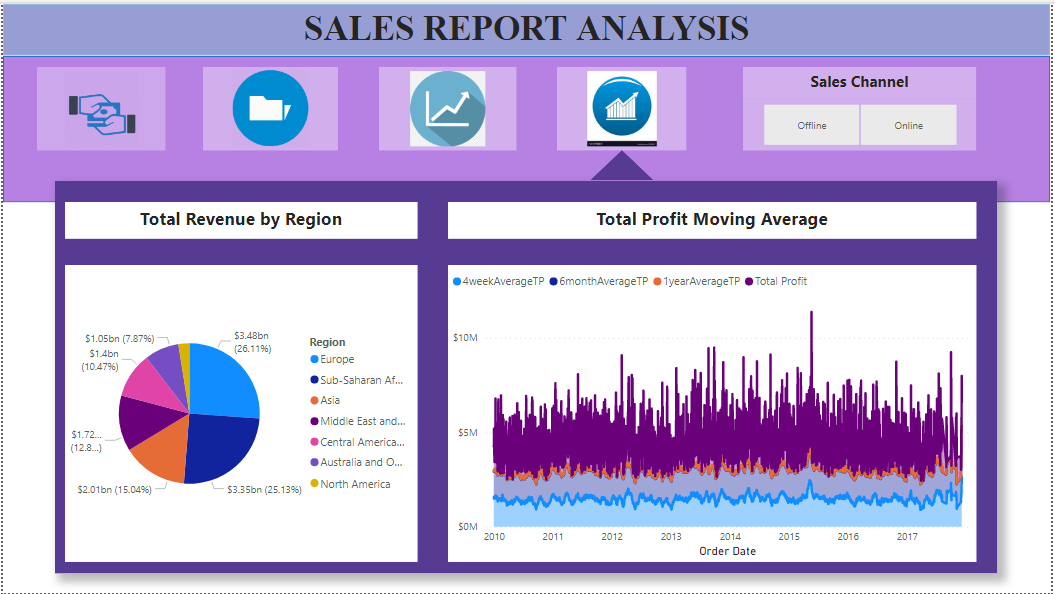 SALES REPORT ANALYSIS
Sales Channel
Offline
Online
Total Revenue by Region
Total Profit Moving Average
$1.05bn (7.87%)
$1.4bn
(10.47%)
$1.72...
(12.8...)
$2.01bn (15.04%)
$3.48bn
(26.11%)
$3.35bn (25.13%)
Region
Europe
Sub-Saharan Af...
Asia
Middle East and...
Central America...
Australia and O...
North America
4weekAverageTP 6monthAverageTP 1yearAverageTP Total Profit
$10M
$5M
$0M
2010 2011 2012 2013 2014 2015 2016 2017
Order Date